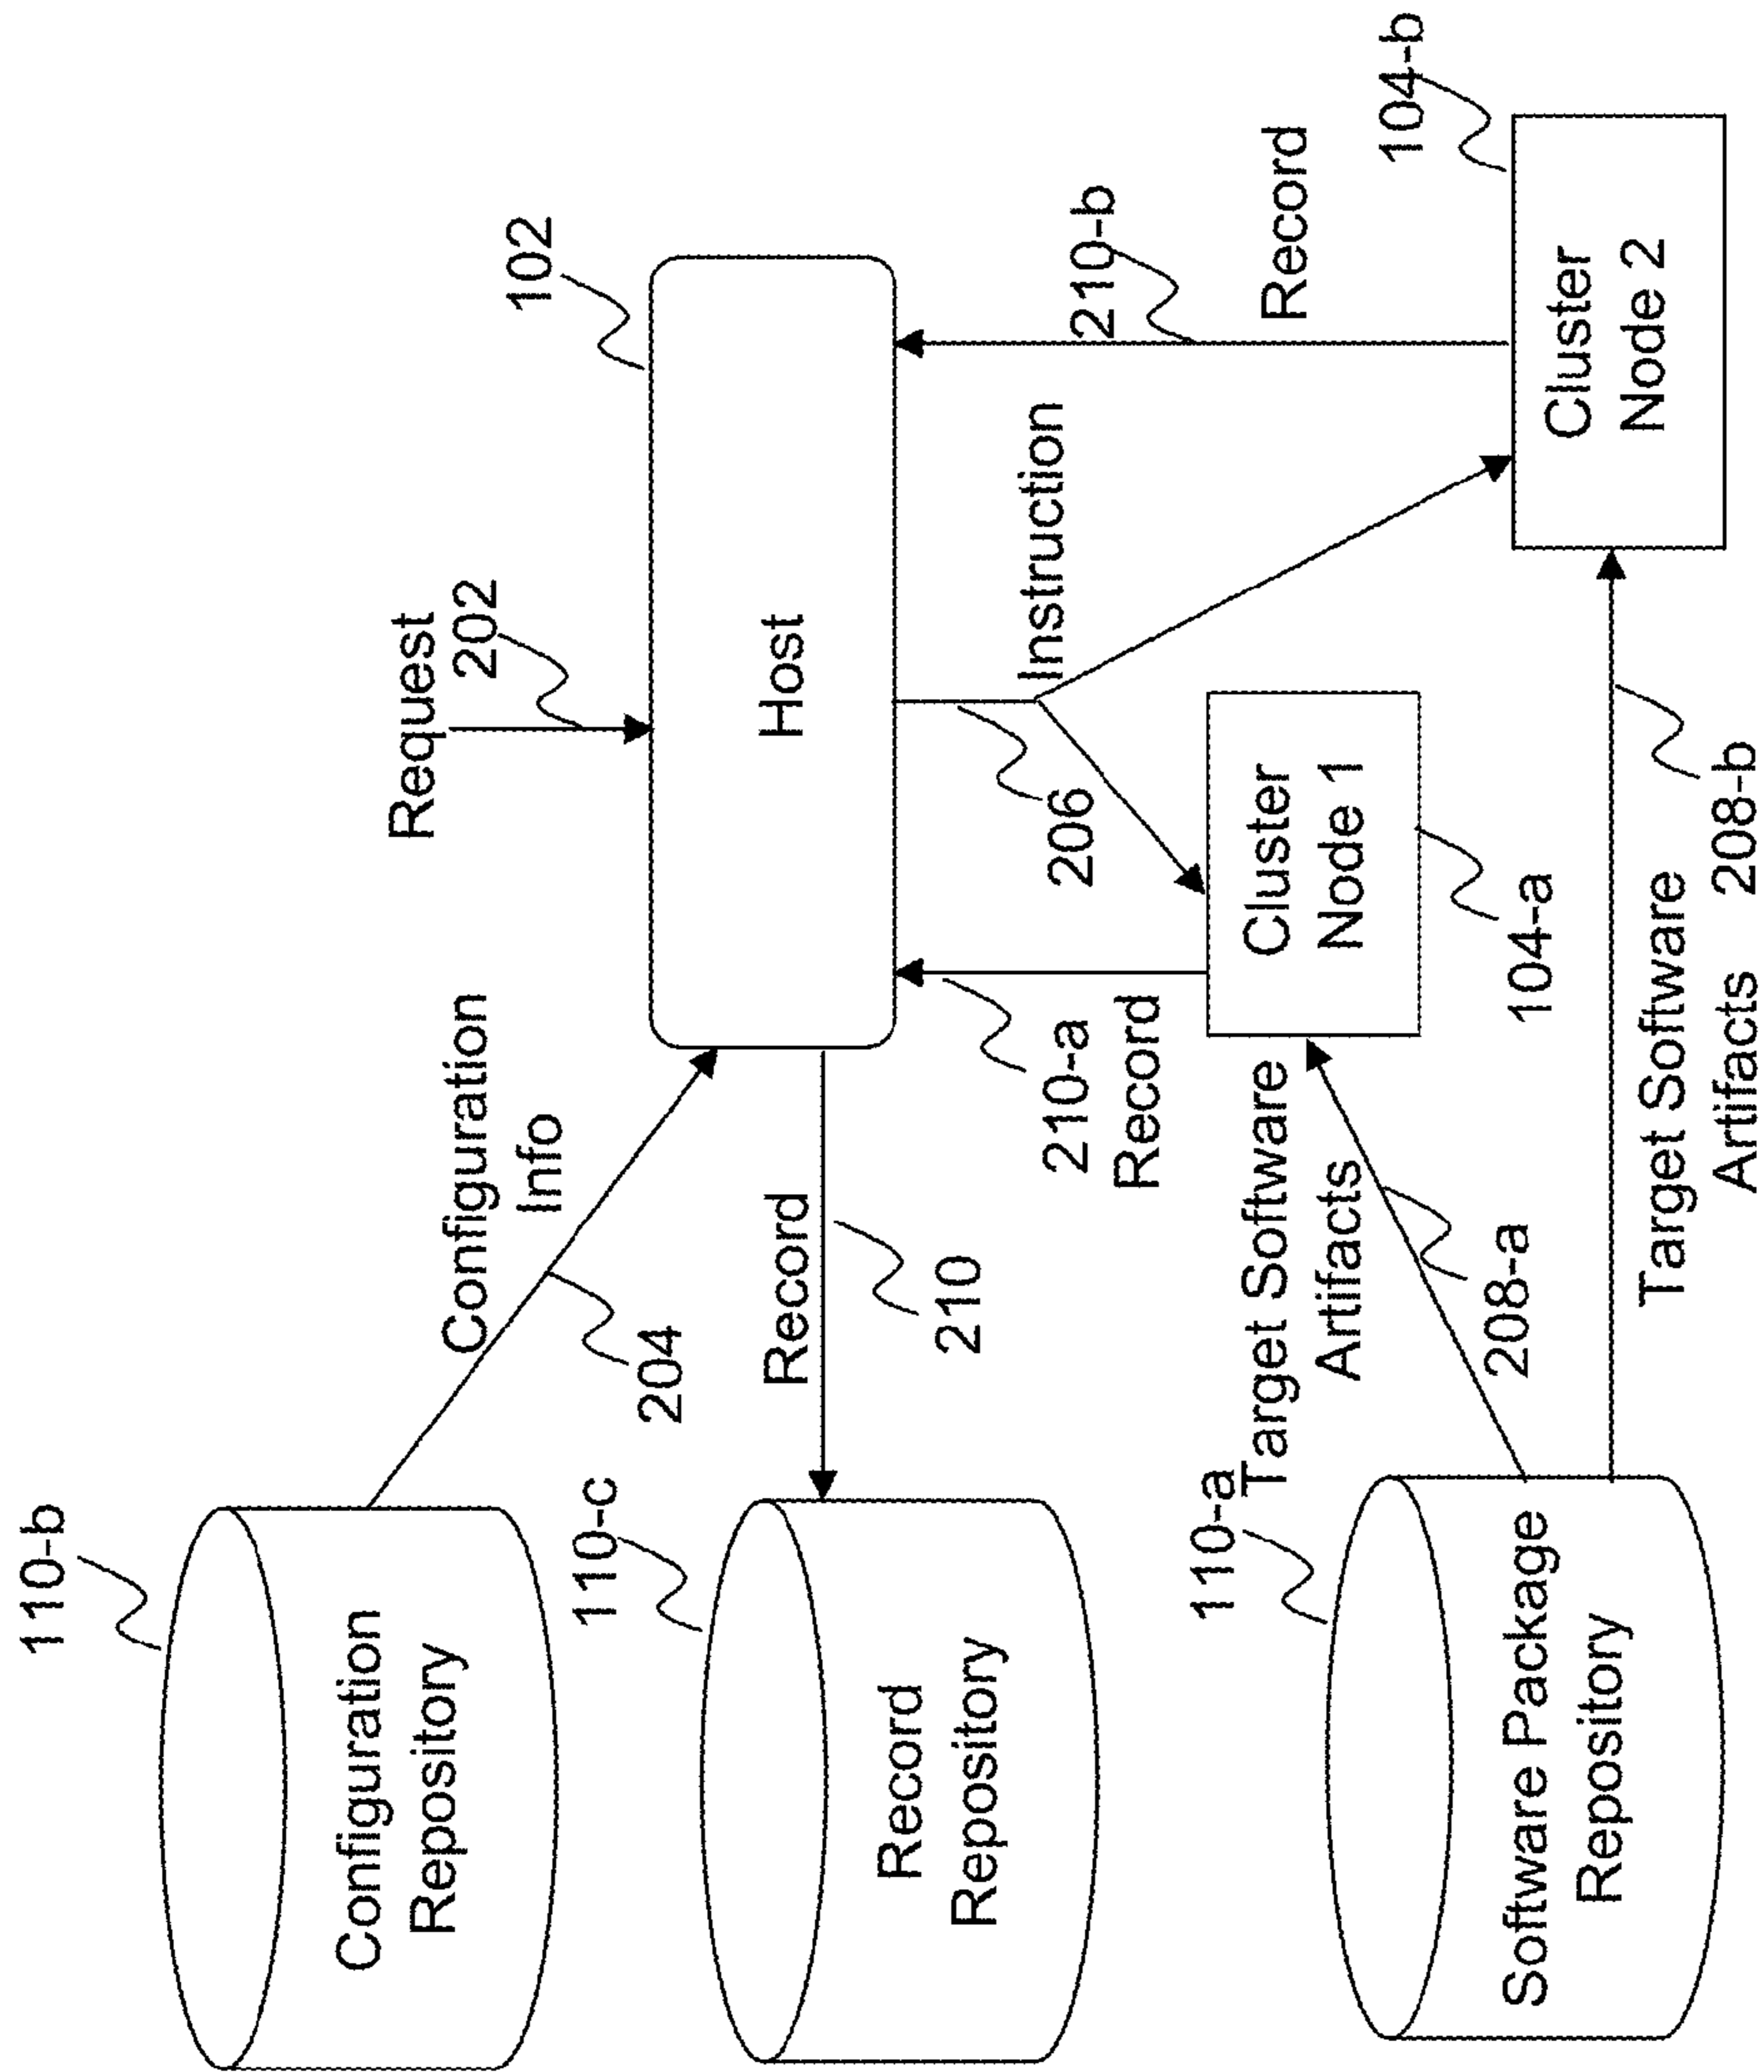 110-b
Configuration
Repository
Configuration
Info
204
Request
202
102
Host
110-c
Record
Repository
Record
210
210-a
Record
206
Instruction
210-b
Record
Cluster
Node 1
104-a
Cluster
Node 2
104-b
110-a
Software Package
Repository
Target Software
Artifacts
208-a
Target Software
Artifacts 208-b